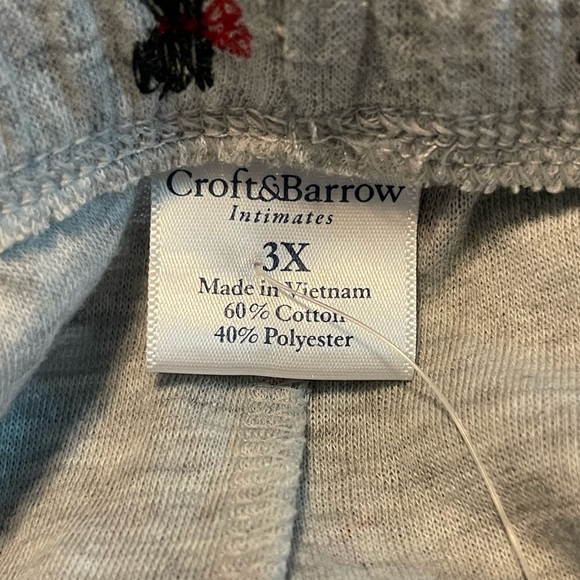 Croft&Barrow
Intimates
3X
Made in Vietnam
60% Cotton
40% Polyester